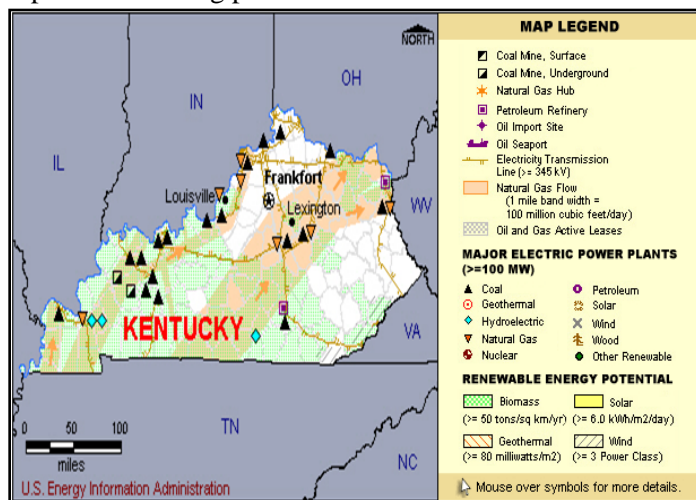 NORTH
OH
IN
IL
Frankfort
Louisville
Lexington
WV
KENTUCKY
VA
TN
NC
0 50 100
miles
U.S. Energy Information Administration
MAP LEGEND
Coal Mine, Surface
Coal Mine, Underground
Natural Gas Hub
Petroleum Refinery
Oil Import Site
Oil Seaport
Electricity Transmission
Line (>= 345 kV)
Natural Gas Flow
(1 mile band width =
100 million cubic feet/day)
Oil and Gas Active Leases
MAJOR ELECTRIC POWER PLANTS
(>=100 MW)
Coal
Petroleum
Geothermal
Solar
Hydroelectric
Wind
Natural Gas
Wood
Nuclear
Other Renewable
RENEWABLE ENERGY POTENTIAL
Biomass
(>= 50 tons/sq km/yr)
Solar
(>= 6.0 kWh/m2/day)
Geothermal
(>= 80 milliwatts/m2)
Wind
(>= 3 Power Class)
Mouse over symbols for more details.